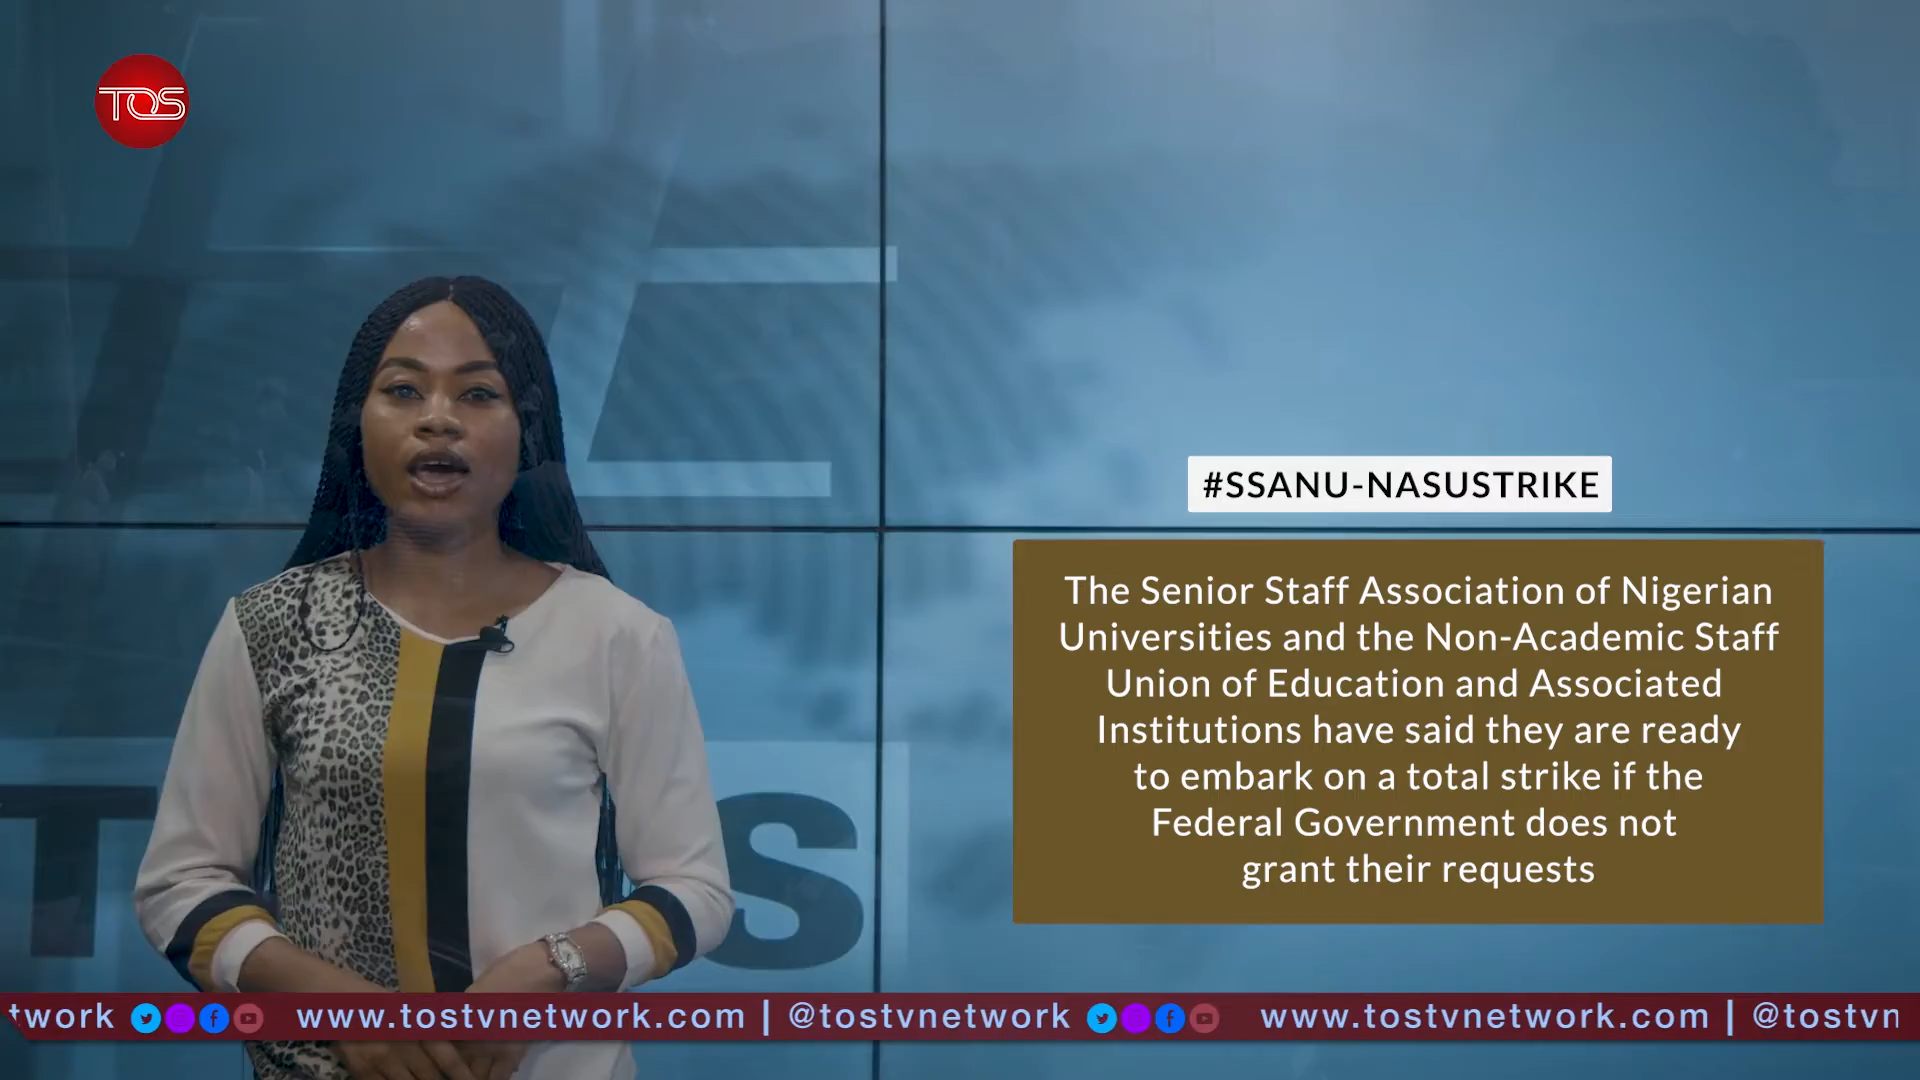 TOS
#SSANU-NASUSTRIKE
The Senior Staff Association of Nigerian
Universities and the Non-Academic Staff
Union of Education and Associated
Institutions have said they are ready
to embark on a total strike if the
Federal Government does not
grant their requests
T S
twork www.tostvnetwork.com | @tostvnetwork www.tostvnetwork.com | @tostvn